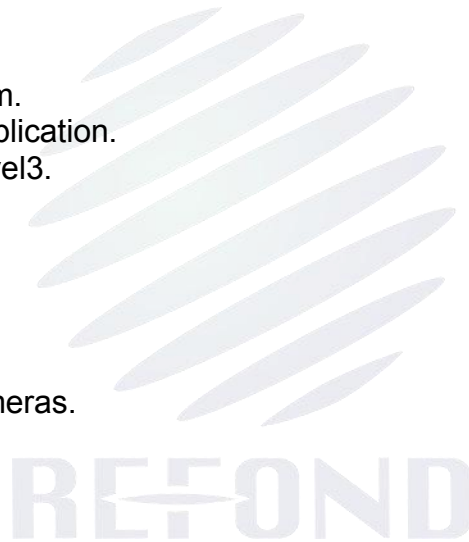 m.
plication.
el3.
neras.
REFOND